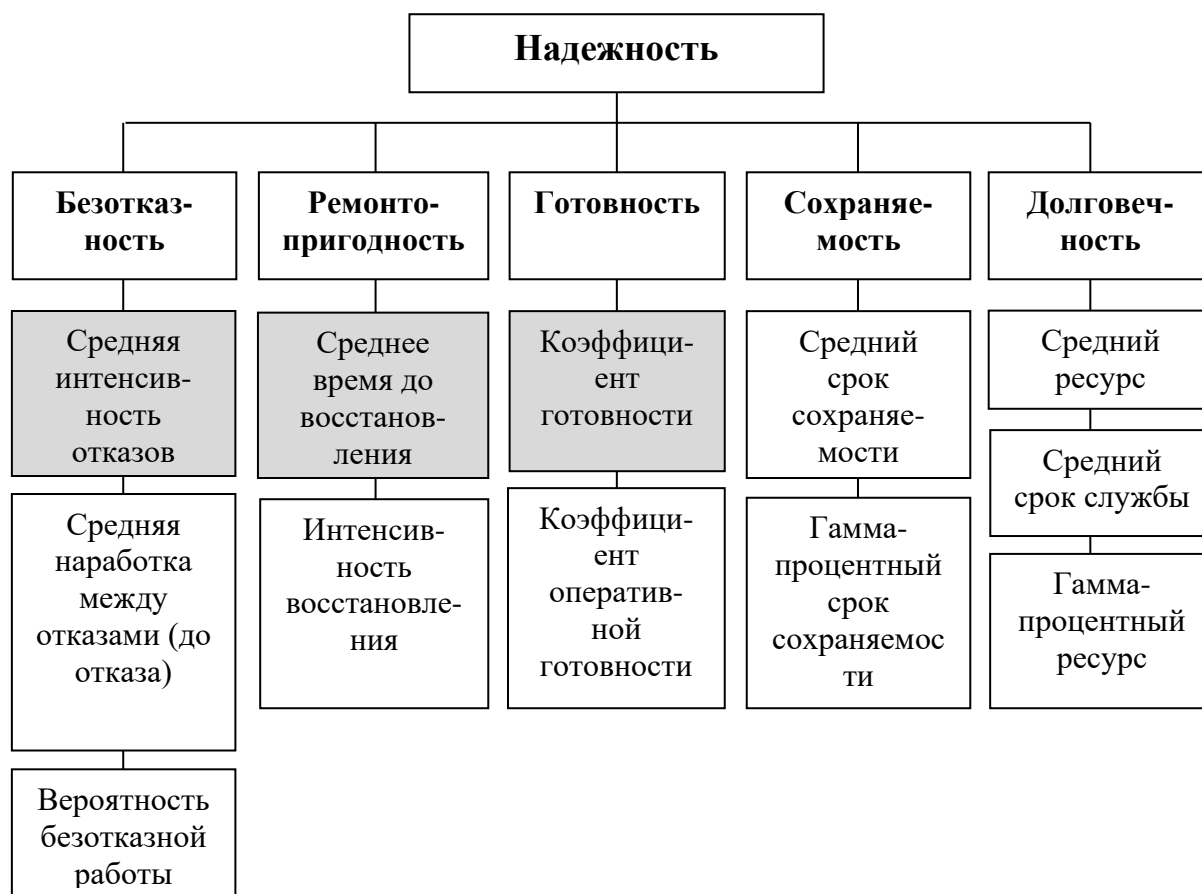 Надежность
Безотказ-
ность
Ремонто-
пригодность
Готовность
Сохраняе-
мость
Долговеч-
ность
Средняя
интенсив-
ность
отказов
Средняя
наработка
между
отказами (до
отказа)
Вероятность
безотказной
работы
Среднее
время до
восстанов-
ления
Интенсив-
ность
восстановле-
ния
Коэффици-
ент
готовности
Коэффици-
ент
оператив-
ной
готовности
Средний
срок
сохраняе-
мости
Гамма-
процентный
срок
сохраняемос
ти
Средний
ресурс
Средний
срок службы
Гамма-
процентный
ресурс